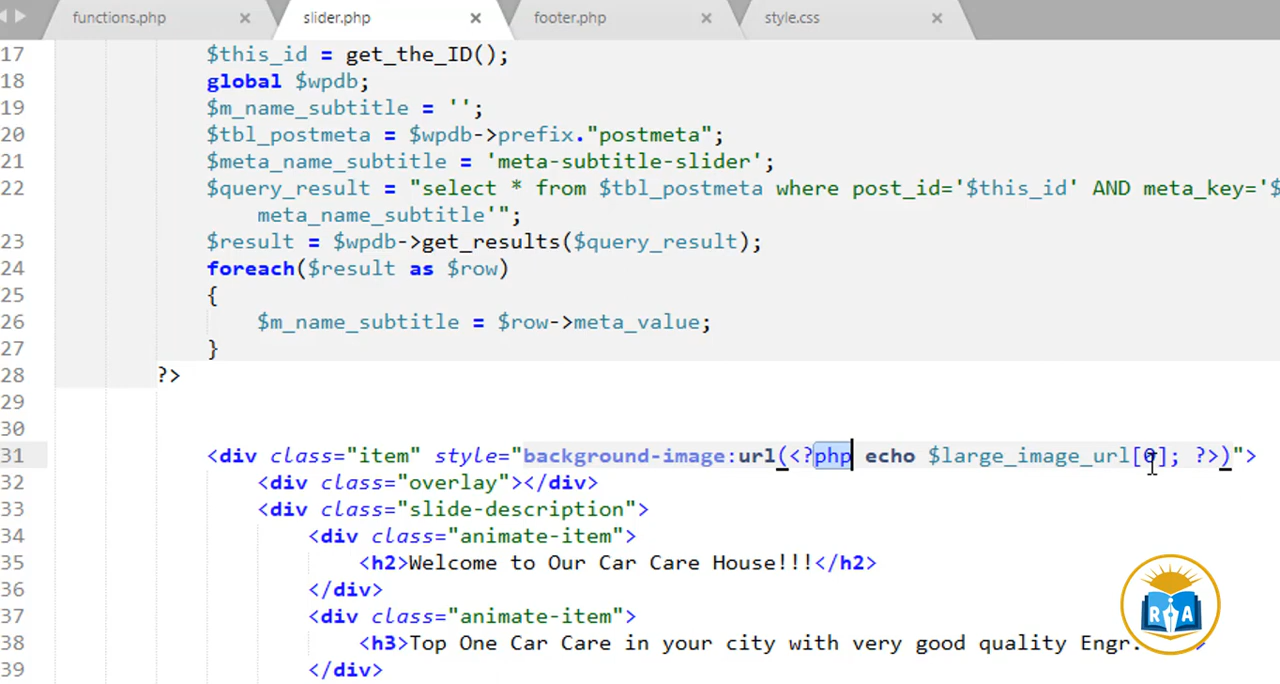 functions.php × slider.php × footer.php × style.css ×
17 $this_id = get_the_ID();
18 global $wpdb;
19 $m_name_subtitle = '';
20 $tbl_postmeta = $wpdb->prefix."postmeta";
21 $meta_name_subtitle = 'meta-subtitle-slider';
22 $query_result = "select * from $tbl_postmeta where post_id='$this_id' AND meta_key='$
meta_name_subtitle'";
23 $result = $wpdb->get_results($query_result);
24 foreach($result as $row)
25 {
26 $m_name_subtitle = $row->meta_value;
27 }
28 ?>
29
30
31 <div class="item" style="background-image:url(<?php echo $large_image_url[0]; ?>)">
32 <div class="overlay"></div>
33 <div class="slide-description">
34 <div class="animate-item">
35 <h2>Welcome to Our Car Care House!!!</h2>
36 </div>
37 <div class="animate-item">
38 <h3>Top One Car Care in your city with very good quality Engr.
39 </div>
R A